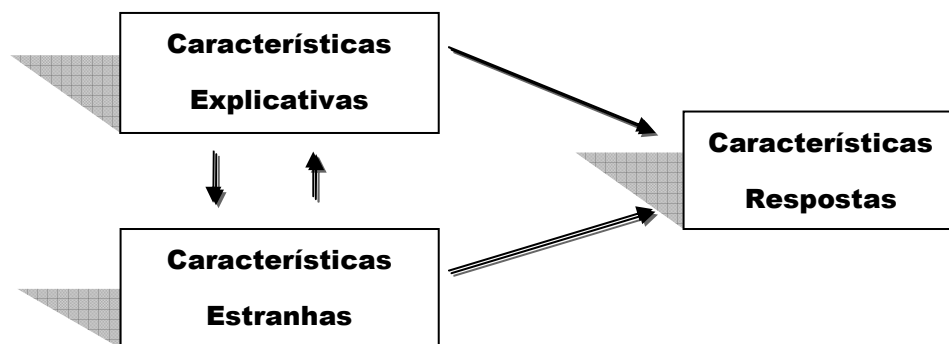 Características
Explicativas
Características
Respostas
Características
Estranhas